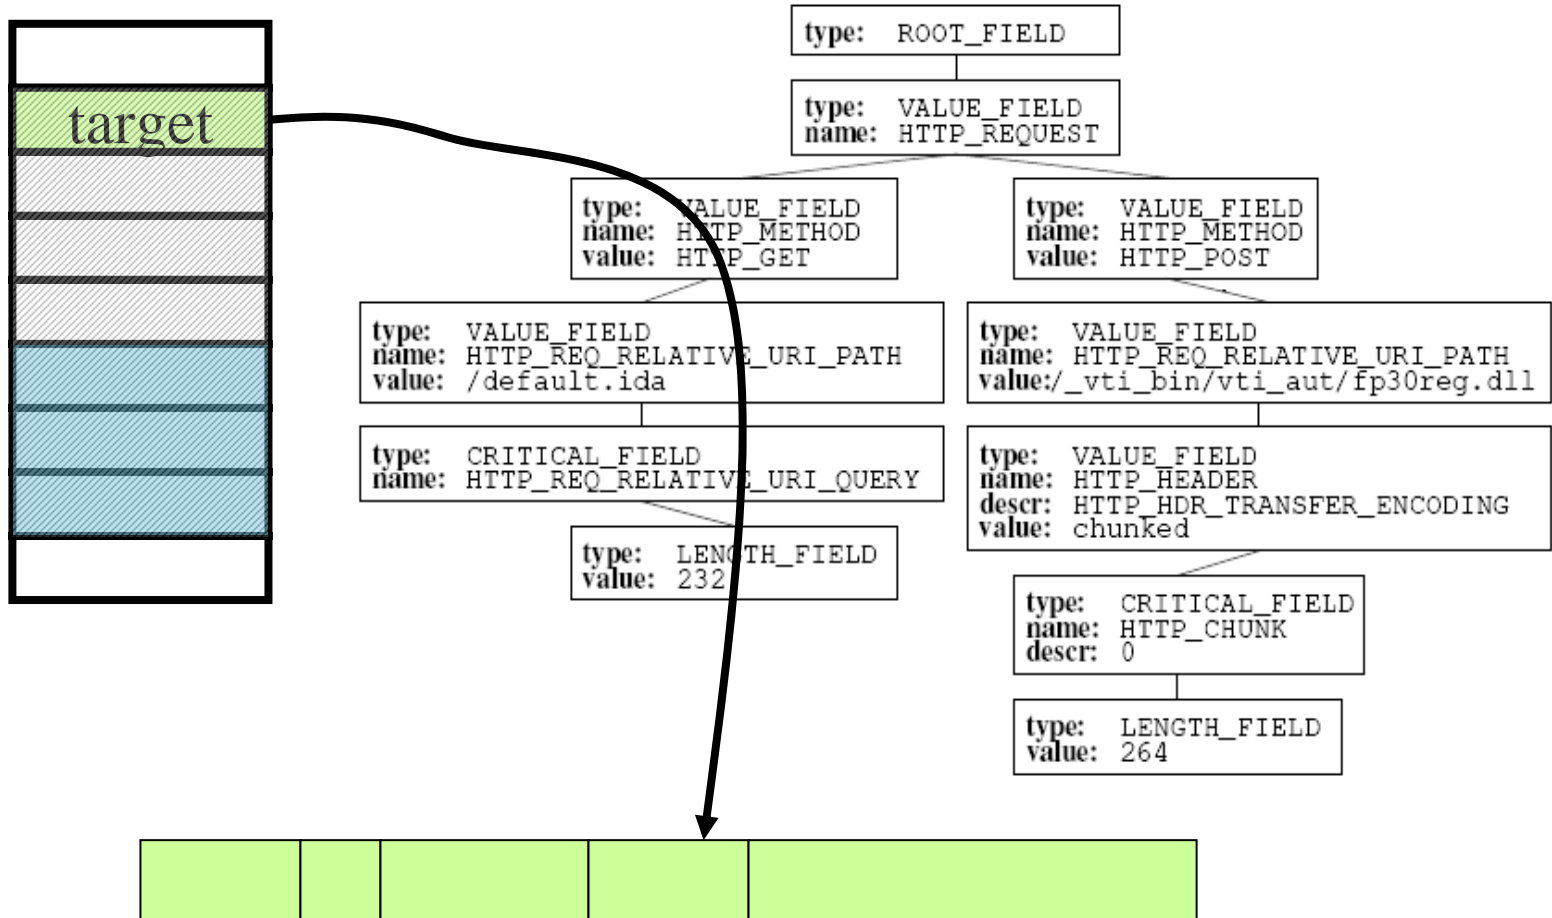 target
type: ROOT_FIELD
type: VALUE_FIELD
name: HTTP_REQUEST
type: VALUE_FIELD
name: HTTP_METHOD
value: HTTP_GET
type: VALUE_FIELD
name: HTTP_METHOD
value: HTTP_POST
type: VALUE_FIELD
name: HTTP_REQ_RELATIVE_URI_PATH
value: /default.ida
type: VALUE_FIELD
name: HTTP_REQ_RELATIVE_URI_PATH
value:/_vti_bin/vti_aut/fp30reg.dll
type: CRITICAL_FIELD
name: HTTP_REQ_RELATIVE_URI_QUERY
type: VALUE_FIELD
name: HTTP_HEADER
descr: HTTP_HDR_TRANSFER_ENCODING
value: chunked
type: LENGTH_FIELD
value: 232
type: CRITICAL_FIELD
name: HTTP_CHUNK
descr: 0
type: LENGTH_FIELD
value: 264